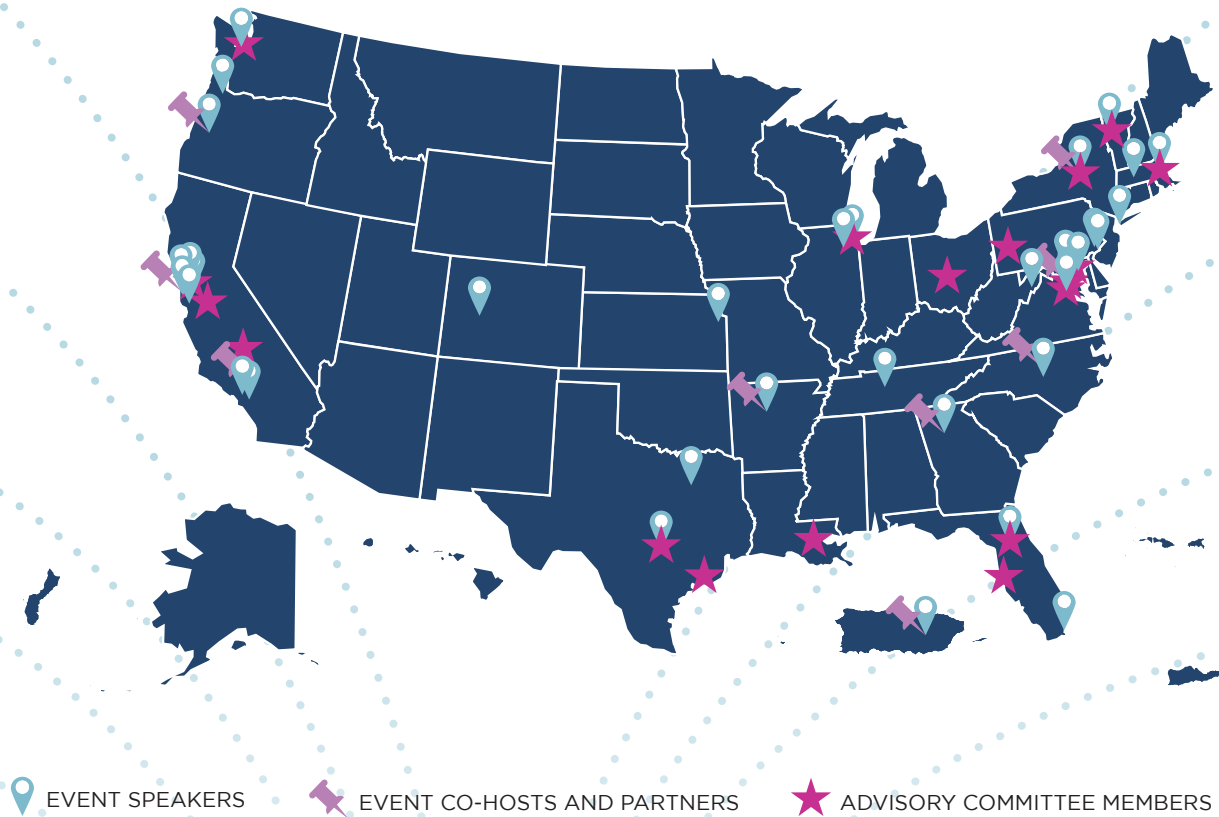 EVENT SPEAKERS
EVENT CO-HOSTS AND PARTNERS
ADVISORY COMMITTEE MEMBERS